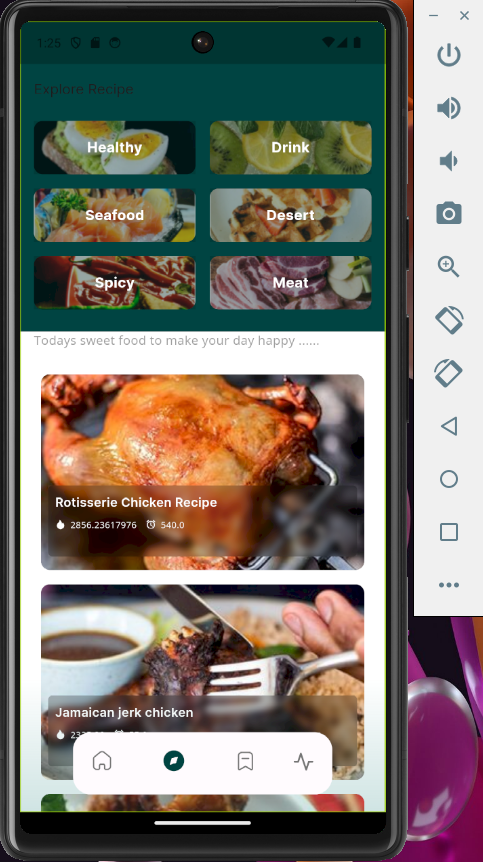 1:25
Explore Recipe
Healthy
Drink
Seafood
Desert
Spicy
Meat
Todays sweet food to make your day happy ......
Rotisserie Chicken Recipe
2856.23617976 540.0
Jamaican jerk chicken